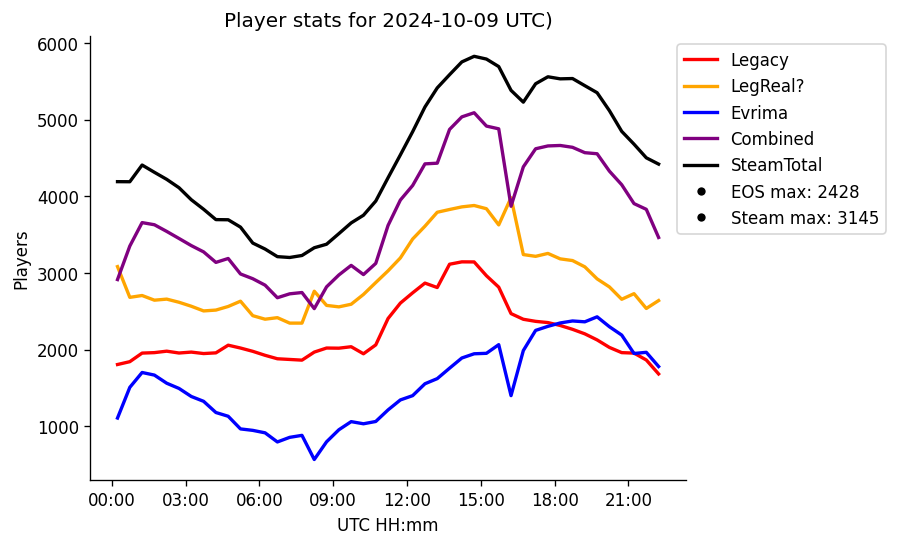 Player stats for 2024-10-09 UTC)
6000
5000
4000
3000
2000
1000
Players
00:00 03:00 06:00 09:00 12:00 15:00 18:00 21:00
UTC HH:mm
Legacy
LegReal?
Evrima
Combined
SteamTotal
EOS max: 2428
Steam max: 3145